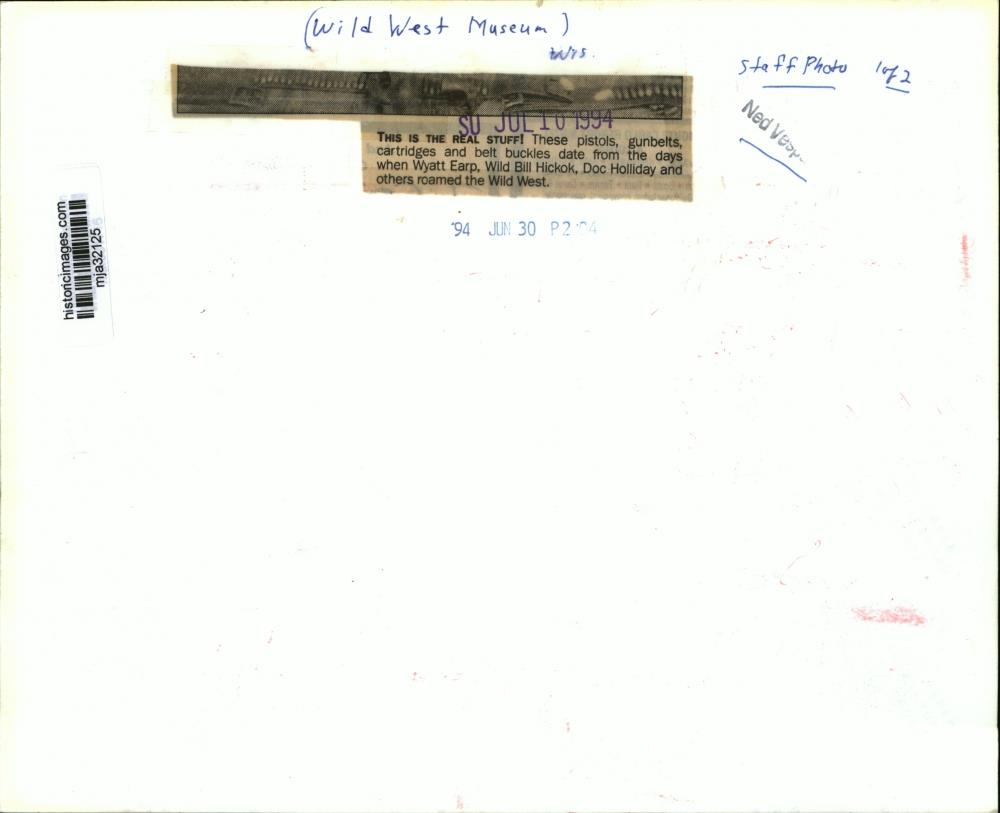 (Wild West Museum)
Wis.
Staff Photo 1 of 2
Ned Vesp
SU JUL 10 1994
THIS IS THE REAL STUFF! These pistols, gunbelts,
cartridges and belt buckles date from the days
when Wyatt Earp, Wild Bill Hickok, Doc Holliday and
others roamed the Wild West.
'94 JUN 30 P2:04
historicimages.com
mja32125